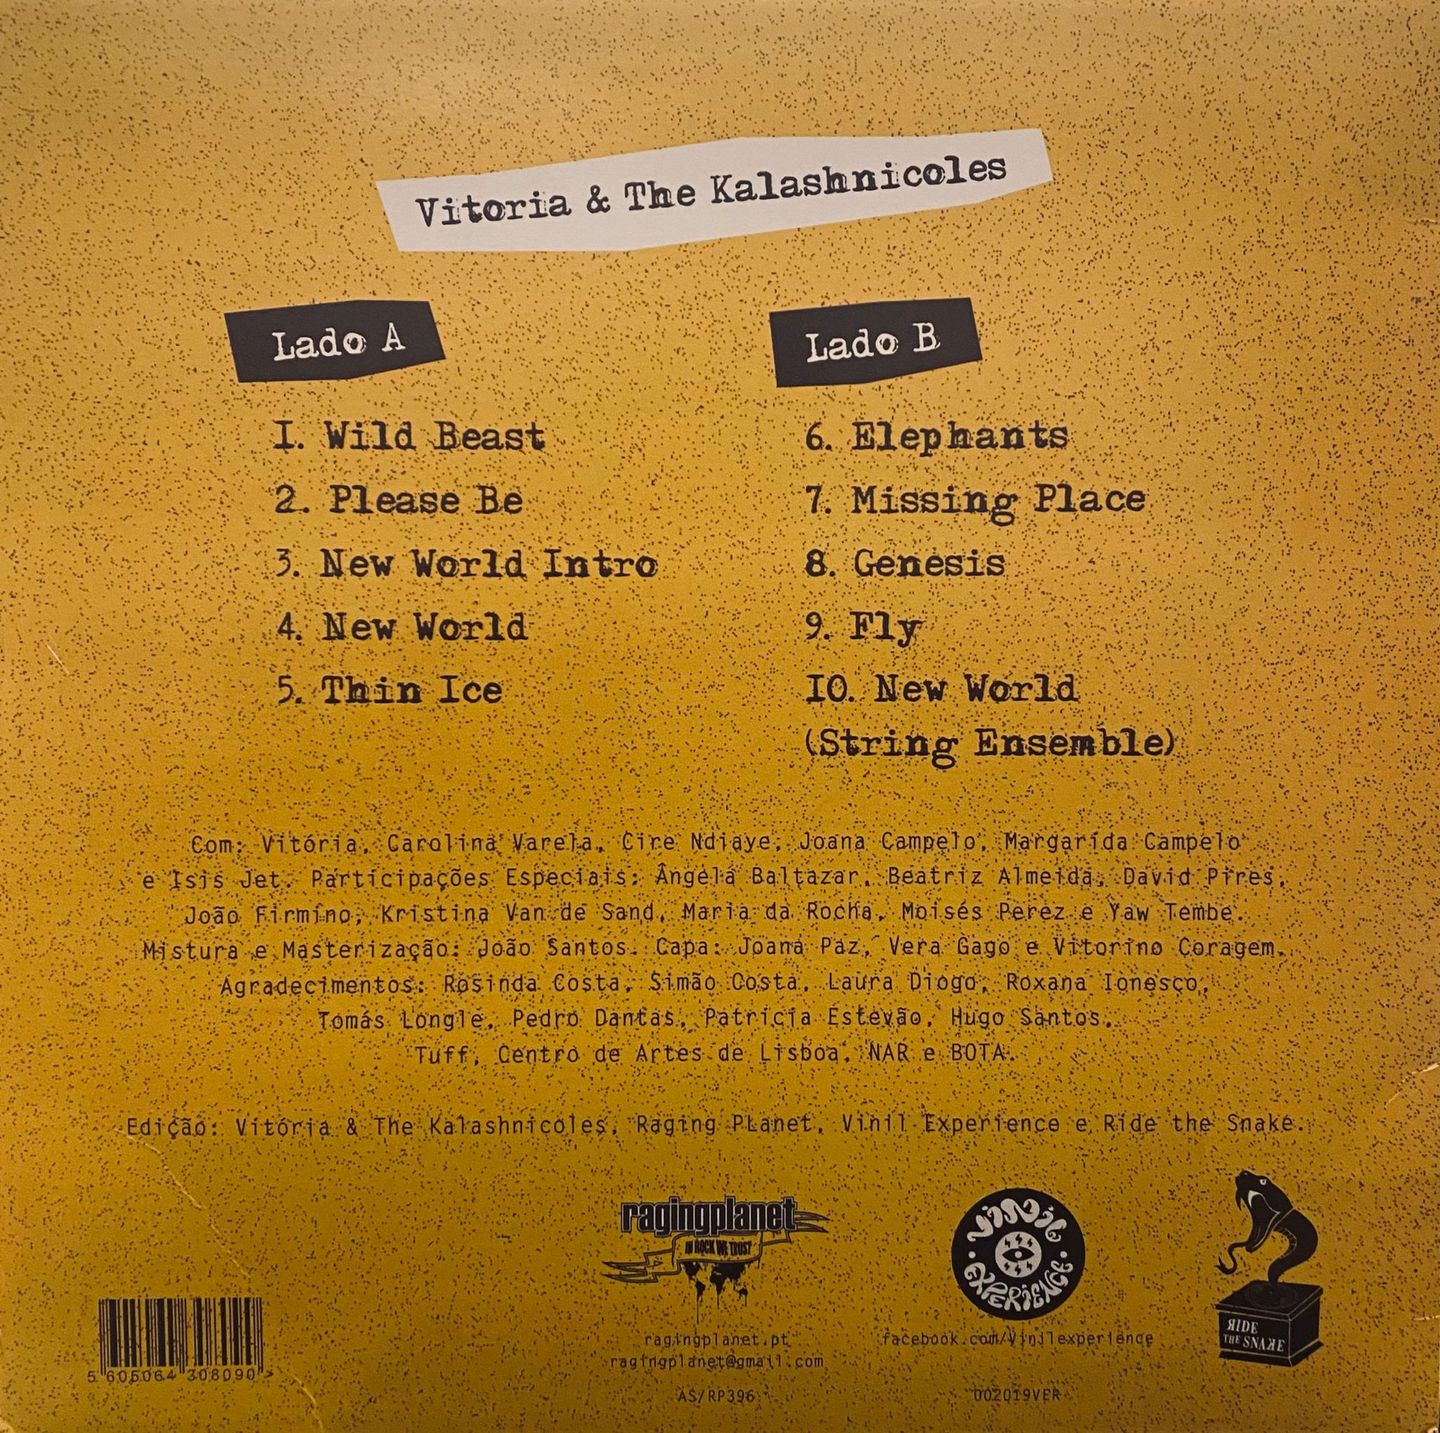 Vitoria & The Kalashnicoles
Lado A
1. Wild Beast
2. Please Be
3. New World Intro
4. New World
5. Thin Ice
Lado B
6. Elephants
7. Missing Place
8. Genesis
9. Fly
10. New World
(String Ensemble)
Com: Vitória, Carolina Varela, Cire Ndiaye, Joana Campelo, Margarida Campelo
e Isis Jet. Participações Especiais: Ângela Baltazar, Beatriz Almeida, David Pires,
João Firmino, Kristina Van de Sand, Maria da Rocha, Moisés Perez e Yaw Tembe.
Mistura e Masterização: João Santos. Capa: Joana Paz, Vera Gago e Vitorino Coragem.
Agradecimentos: Rosinda Costa, Simão Costa, Laura Diogo, Roxana Ionesco,
Tomás Longle, Pedro Dantas, Patricia Estevão, Hugo Santos,
Tuff, Centro de Artes de Lisboa, NAR e BOTA.
Edição: Vitória & The Kalashnicoles, Raging PLanet, Vinil Experience e Ride the Snake.
ragingplanet
IN ROCK WE TRUST
ragingplanet.pt
ragingplanet@gmail.com
AS/RP396
VINIL
EXPERIENCE
facebook.com/Vinilexperience
002019VER
RIDE
THE SNAKE
5 605064 308090 >